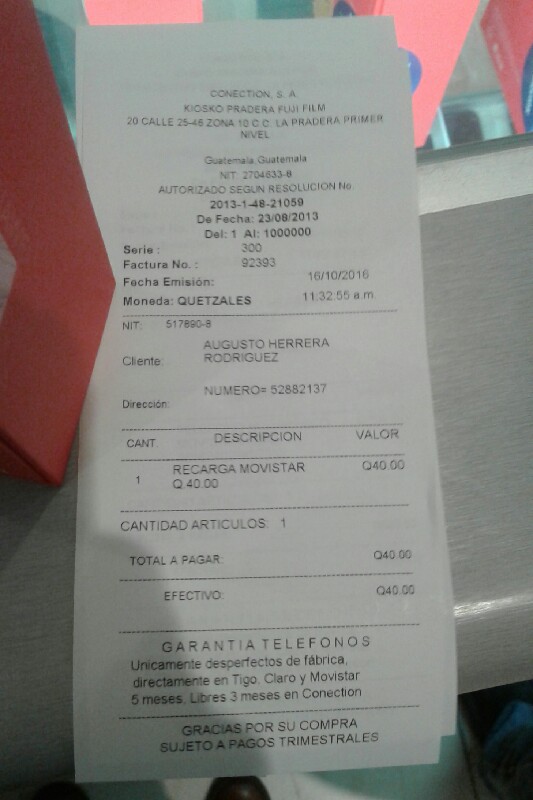 CONECTION, S. A.
KIOSKO PRADERA FUJI FILM
20 CALLE 25-46 ZONA 10 C.C. LA PRADERA PRIMER
NIVEL
Guatemala, Guatemala
NIT 2704633-8
AUTORIZADO SEGUN RESOLUCION No
2013-1-48-21059
De Fecha: 23/08/2013
Del: 1 Al: 1000000
Serie : 300
Factura No. : 92393
Fecha Emisión: 16/10/2016
Moneda: QUETZALES 11:32:55 a.m.
NIT: 517890-8
Cliente: AUGUSTO HERRERA
RODRIGUEZ
NUMERO= 52882137
Dirección:
CANT. DESCRIPCION VALOR
1 RECARGA MOVISTAR Q40.00
Q.40.00
CANTIDAD ARTICULOS: 1
TOTAL A PAGAR: Q40.00
EFECTIVO: Q40.00
GARANTIA TELEFONOS
Unicamente desperfectos de fábrica,
directamente en Tigo, Claro y Movistar
5 meses, Libres 3 meses en Conection
GRACIAS POR SU COMPRA
SUJETO A PAGOS TRIMESTRALES